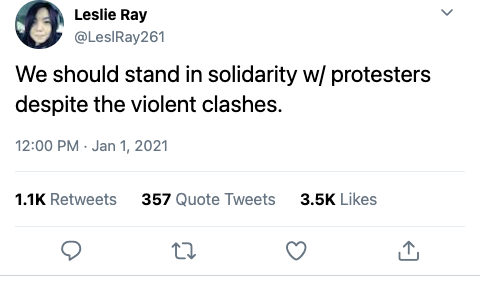 Leslie Ray
@LeslRay261
We should stand in solidarity w/ protesters
despite the violent clashes.
12:00 PM · Jan 1, 2021
1.1K Retweets 357 Quote Tweets 3.5K Likes